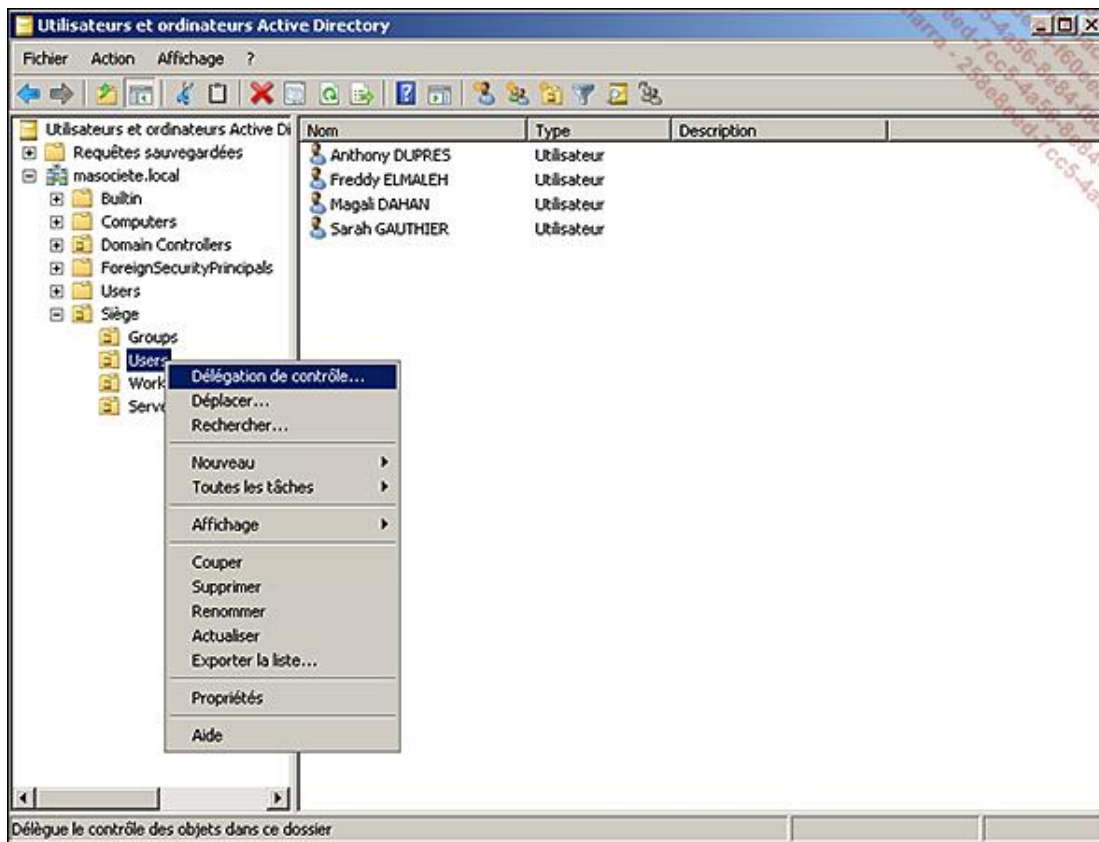 Utilisateurs et ordinateurs Active Directory
Fichier Action Affichage ?
Utilisateurs et ordinateurs Active Di
Requêtes sauvegardées
masociete.local
Builtin
Computers
Domain Controllers
ForeignSecurityPrincipals
Users
Siège
Groups
Users
Work
Serve
Nom Type Description
Anthony DUPRES Utilisateur
Freddy ELMALEH Utilisateur
Magali DAHAN Utilisateur
Sarah GAUTHIER Utilisateur
Délégation de contrôle...
Déplacer...
Rechercher...
Nouveau
Toutes les tâches
Affichage
Couper
Supprimer
Renommer
Actualiser
Exporter la liste...
Propriétés
Aide
Délègue le contrôle des objets dans ce dossier